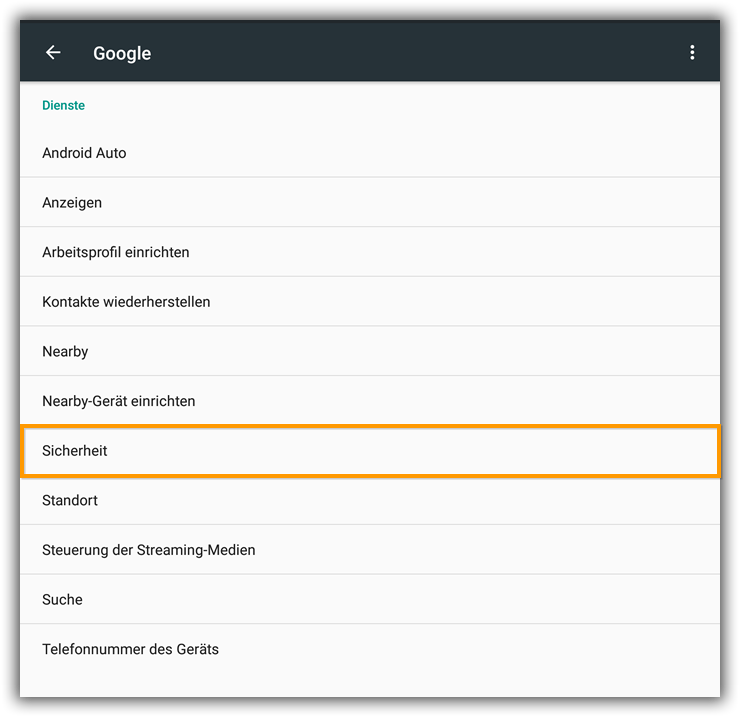 Google
Dienste
Android Auto
Anzeigen
Arbeitsprofil einrichten
Kontakte wiederherstellen
Nearby
Nearby-Gerät einrichten
Sicherheit
Standort
Steuerung der Streaming-Medien
Suche
Telefonnummer des Geräts